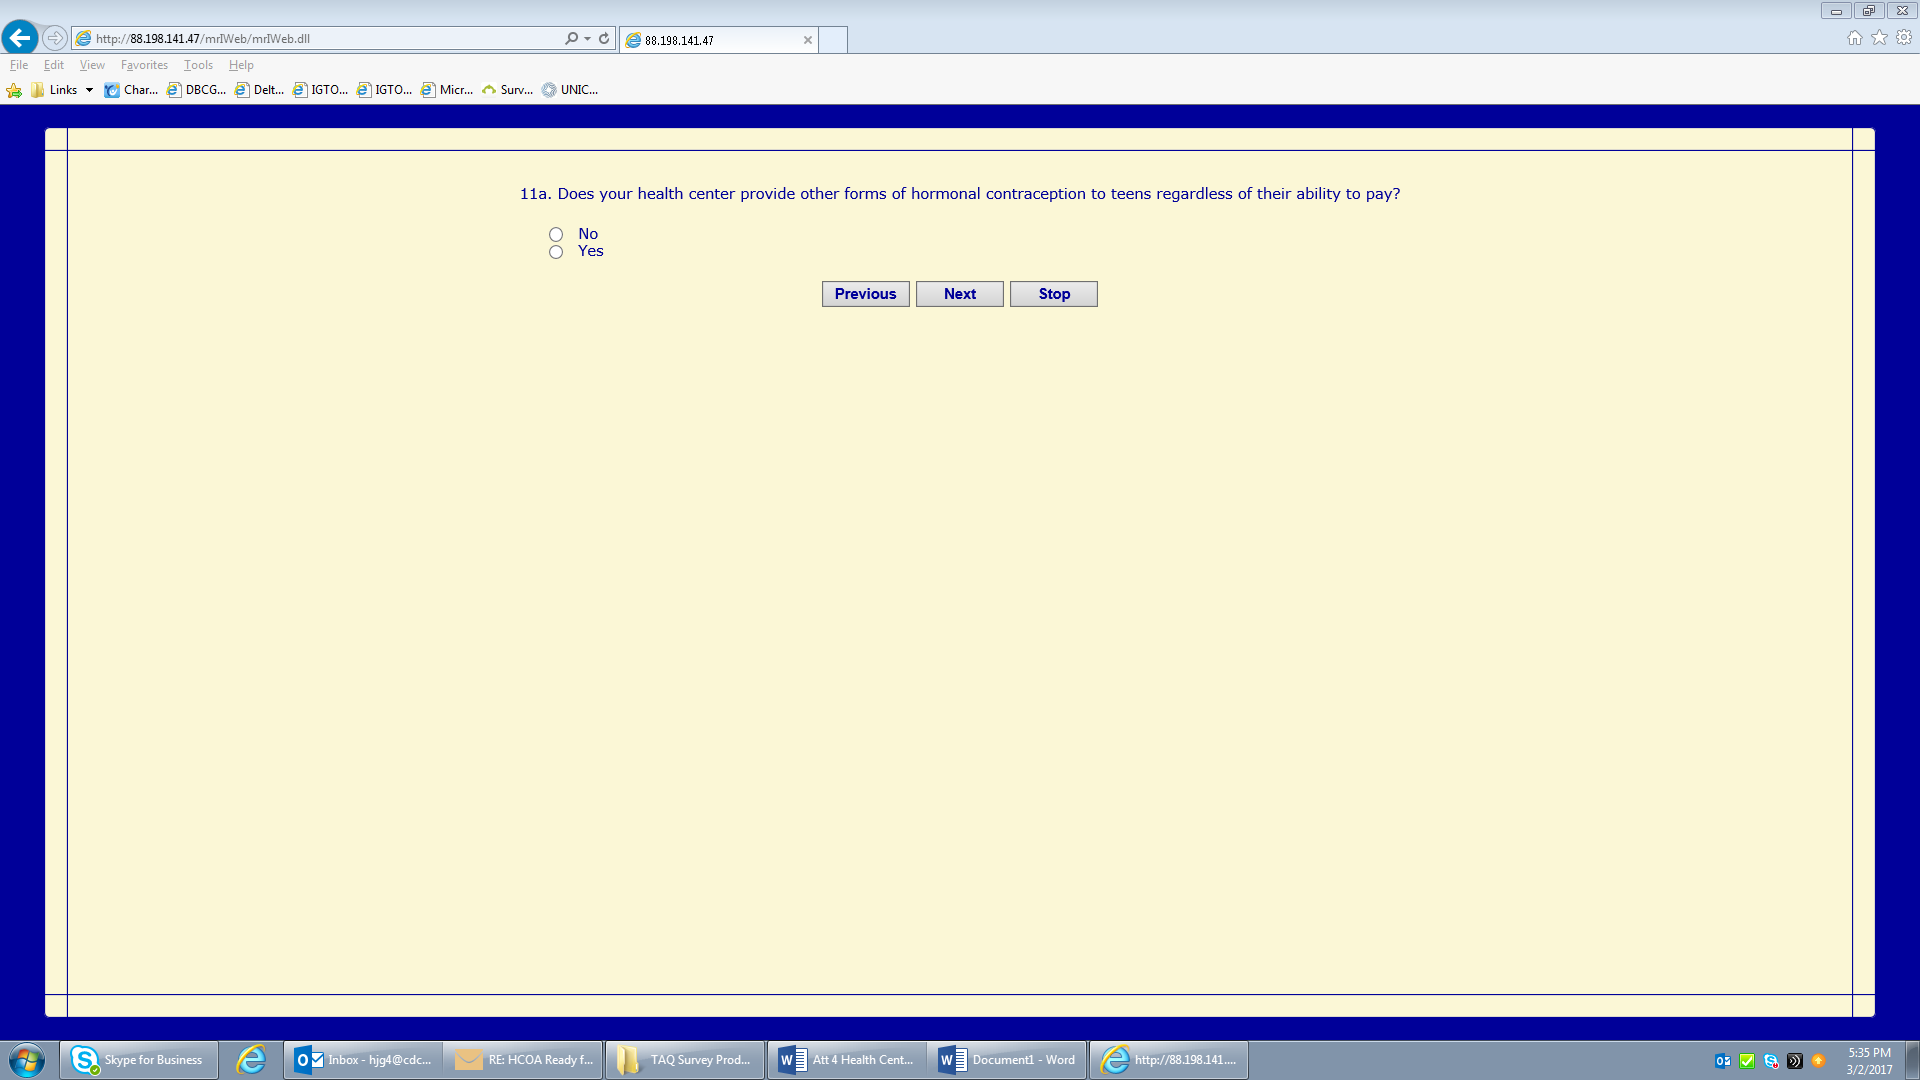 http://88.198.141.47/mrIWeb/mrIWeb.dll
88.198.141.47
File Edit View Favorites Tools Help
Links Char... DBCG... Delt... IGTO... IGTO... Micr... Surv... UNIC...
11a. Does your health center provide other forms of hormonal contraception to teens regardless of their ability to pay?
No
Yes
Previous Next Stop
Skype for Business Inbox - hjg4@cdc... RE: HCOA Ready f... TAQ Survey Prod... Att 4 Health Cent... Document1 - Word http://88.198.141....
5:35 PM
3/2/2017